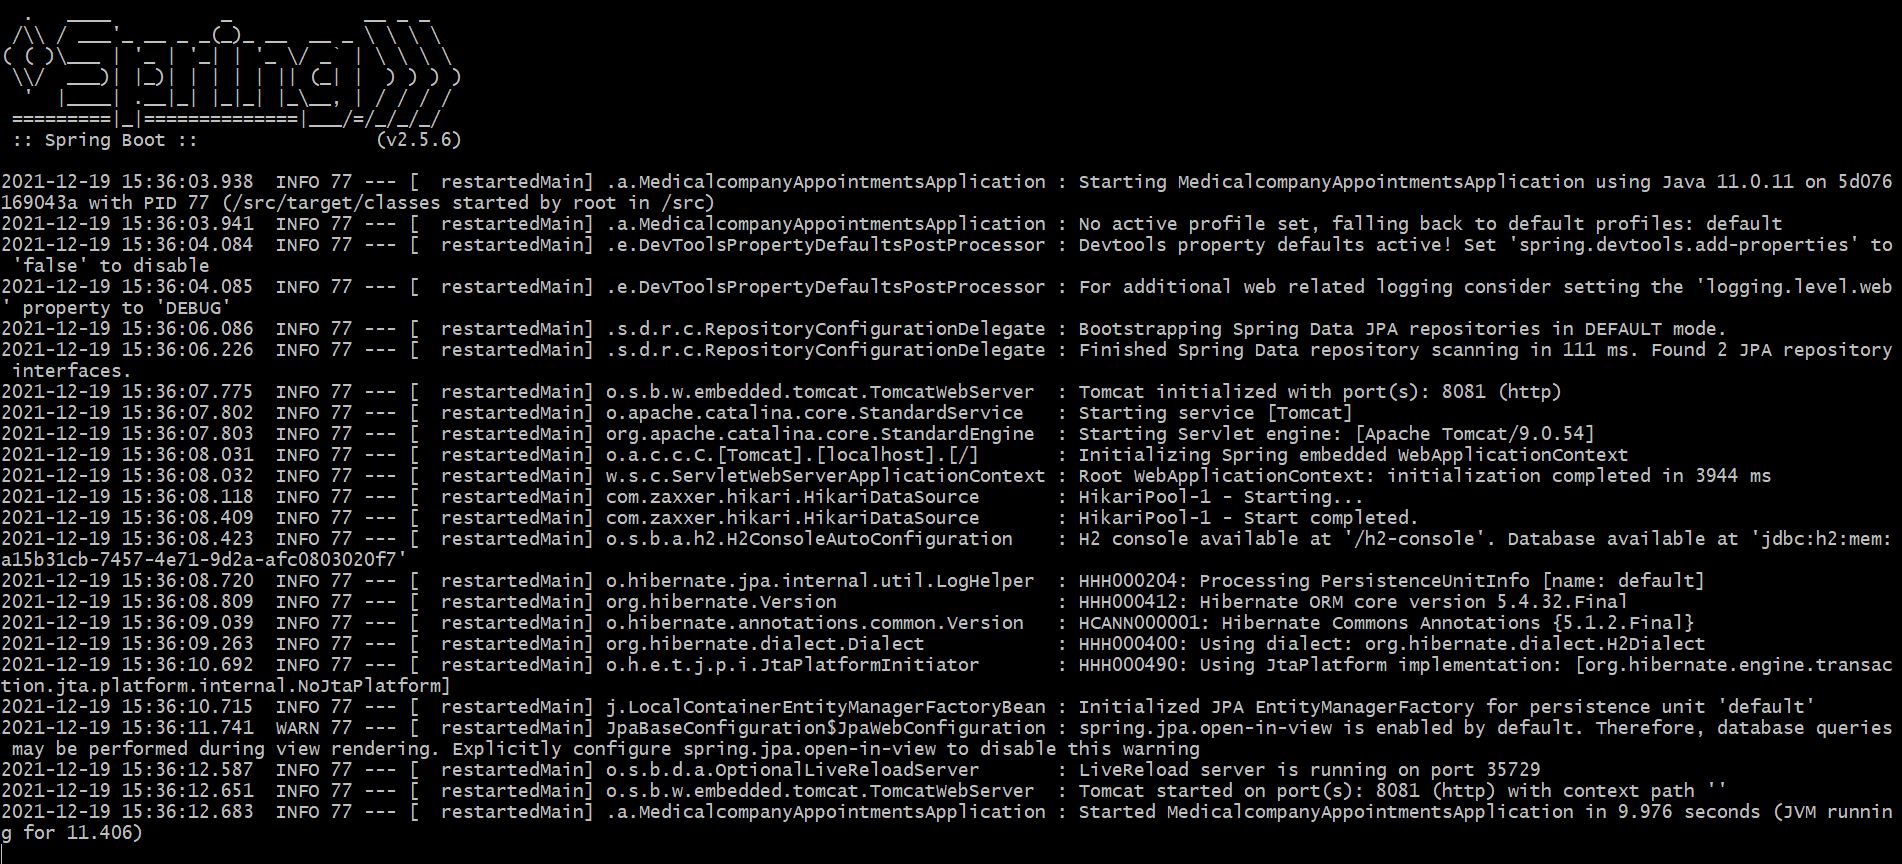 .   ____          _            __ _ _
 /\\ / ___'_ __ _ _(_)_ __  __ _ \ \ \ \
( ( )\___ | '_ | '_| | '_ \/ _` | \ \ \ \
 \\/  ___)| |_)| | | | | || (_| |  ) ) ) )
  '  |____| .__|_| |_|_| |_\__, | / / / /
 =========|_|==============|___/=/_/_/_/
 :: Spring Boot ::                (v2.5.6)

2021-12-19 15:36:03.938  INFO 77 --- [  restartedMain] .a.MedicalcompanyAppointmentsApplication : Starting MedicalcompanyAppointmentsApplication using Java 11.0.11 on 5d076
169043a with PID 77 (/src/target/classes started by root in /src)
2021-12-19 15:36:03.941  INFO 77 --- [  restartedMain] .a.MedicalcompanyAppointmentsApplication : No active profile set, falling back to default profiles: default
2021-12-19 15:36:04.084  INFO 77 --- [  restartedMain] .e.DevToolsPropertyDefaultsPostProcessor : Devtools property defaults active! Set 'spring.devtools.add-properties' to
 'false' to disable
2021-12-19 15:36:04.085  INFO 77 --- [  restartedMain] .e.DevToolsPropertyDefaultsPostProcessor : For additional web related logging consider setting the 'logging.level.web
' property to 'DEBUG'
2021-12-19 15:36:06.086  INFO 77 --- [  restartedMain] .s.d.r.c.RepositoryConfigurationDelegate : Bootstrapping Spring Data JPA repositories in DEFAULT mode.
2021-12-19 15:36:06.226  INFO 77 --- [  restartedMain] .s.d.r.c.RepositoryConfigurationDelegate : Finished Spring Data repository scanning in 111 ms. Found 2 JPA repository
 interfaces.
2021-12-19 15:36:07.775  INFO 77 --- [  restartedMain] o.s.b.w.embedded.tomcat.TomcatWebServer  : Tomcat initialized with port(s): 8081 (http)
2021-12-19 15:36:07.802  INFO 77 --- [  restartedMain] o.apache.catalina.core.StandardService   : Starting service [Tomcat]
2021-12-19 15:36:07.803  INFO 77 --- [  restartedMain] org.apache.catalina.core.StandardEngine  : Starting Servlet engine: [Apache Tomcat/9.0.54]
2021-12-19 15:36:08.031  INFO 77 --- [  restartedMain] o.a.c.c.C.[Tomcat].[localhost].[/]       : Initializing Spring embedded WebApplicationContext
2021-12-19 15:36:08.032  INFO 77 --- [  restartedMain] w.s.c.ServletWebServerApplicationContext : Root WebApplicationContext: initialization completed in 3944 ms
2021-12-19 15:36:08.118  INFO 77 --- [  restartedMain] com.zaxxer.hikari.HikariDataSource       : HikariPool-1 - Starting...
2021-12-19 15:36:08.409  INFO 77 --- [  restartedMain] com.zaxxer.hikari.HikariDataSource       : HikariPool-1 - Start completed.
2021-12-19 15:36:08.423  INFO 77 --- [  restartedMain] o.s.b.a.h2.H2ConsoleAutoConfiguration    : H2 console available at '/h2-console'. Database available at 'jdbc:h2:mem:
a15b31cb-7457-4e71-9d2a-afc0803020f7'
2021-12-19 15:36:08.720  INFO 77 --- [  restartedMain] o.hibernate.jpa.internal.util.LogHelper  : HHH000204: Processing PersistenceUnitInfo [name: default]
2021-12-19 15:36:08.809  INFO 77 --- [  restartedMain] org.hibernate.Version                    : HHH000412: Hibernate ORM core version 5.4.32.Final
2021-12-19 15:36:09.039  INFO 77 --- [  restartedMain] o.hibernate.annotations.common.Version   : HCANN000001: Hibernate Commons Annotations {5.1.2.Final}
2021-12-19 15:36:09.263  INFO 77 --- [  restartedMain] org.hibernate.dialect.Dialect            : HHH000400: Using dialect: org.hibernate.dialect.H2Dialect
2021-12-19 15:36:10.692  INFO 77 --- [  restartedMain] o.h.e.t.j.p.i.JtaPlatformInitiator       : HHH000490: Using JtaPlatform implementation: [org.hibernate.engine.transac
tion.jta.platform.internal.NoJtaPlatform]
2021-12-19 15:36:10.715  INFO 77 --- [  restartedMain] j.LocalContainerEntityManagerFactoryBean : Initialized JPA EntityManagerFactory for persistence unit 'default'
2021-12-19 15:36:11.741  WARN 77 --- [  restartedMain] JpaBaseConfiguration$JpaWebConfiguration : spring.jpa.open-in-view is enabled by default. Therefore, database queries
 may be performed during view rendering. Explicitly configure spring.jpa.open-in-view to disable this warning
2021-12-19 15:36:12.587  INFO 77 --- [  restartedMain] o.s.b.d.a.OptionalLiveReloadServer       : LiveReload server is running on port 35729
2021-12-19 15:36:12.651  INFO 77 --- [  restartedMain] o.s.b.w.embedded.tomcat.TomcatWebServer  : Tomcat started on port(s): 8081 (http) with context path ''
2021-12-19 15:36:12.683  INFO 77 --- [  restartedMain] .a.MedicalcompanyAppointmentsApplication : Started MedicalcompanyAppointmentsApplication in 9.976 seconds (JVM runnin
g for 11.406)